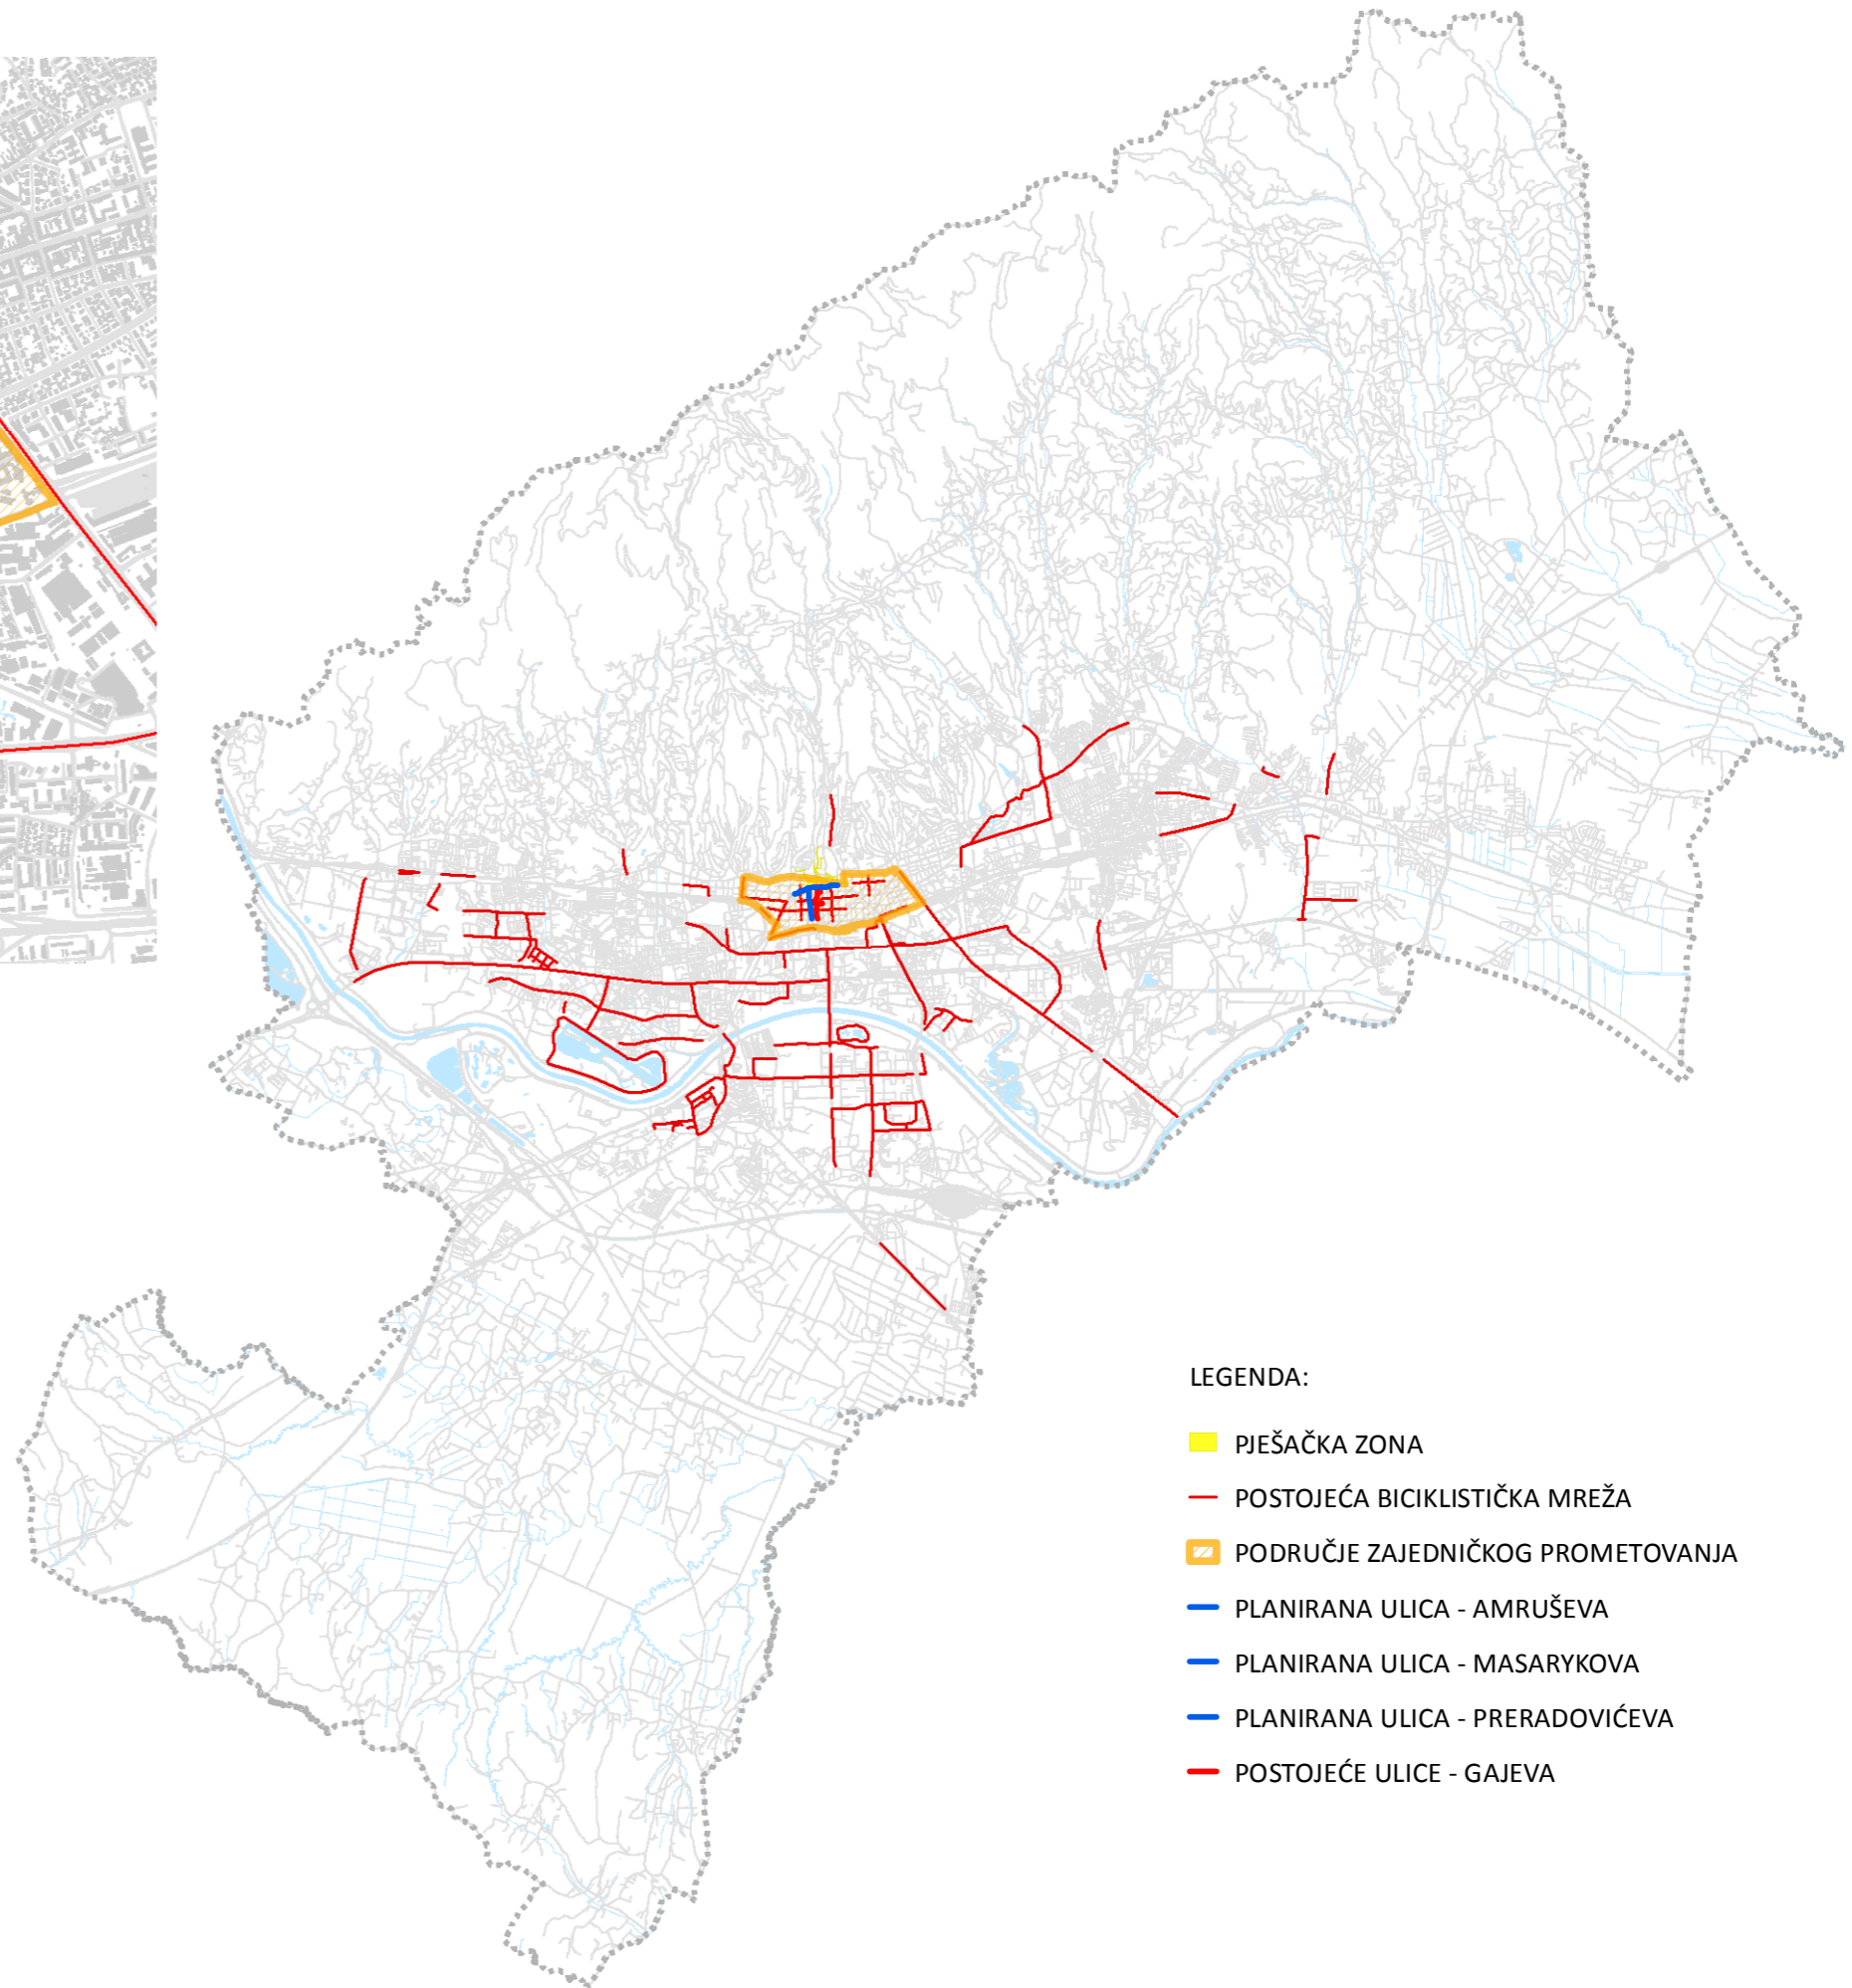 LEGENDA:
PJEŠAČKA ZONA
POSTOJEĆA BICIKLISTIČKA MREŽA
PODRUČJE ZAJEDNIČKOG PROMETOVANJA
PLANIRANA ULICA - AMRUŠEVA
PLANIRANA ULICA - MASARYKOVA
PLANIRANA ULICA - PRERADOVIĆEVA
POSTOJEĆE ULICE - GAJEVA